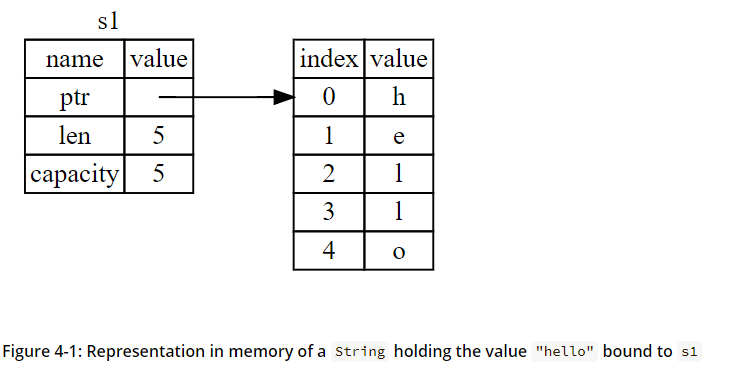 s1
name value index value
ptr 0 h
len 5 1 e
capacity 5 2 l
3 l
4 o
Figure 4-1: Representation in memory of a String holding the value "hello" bound to s1